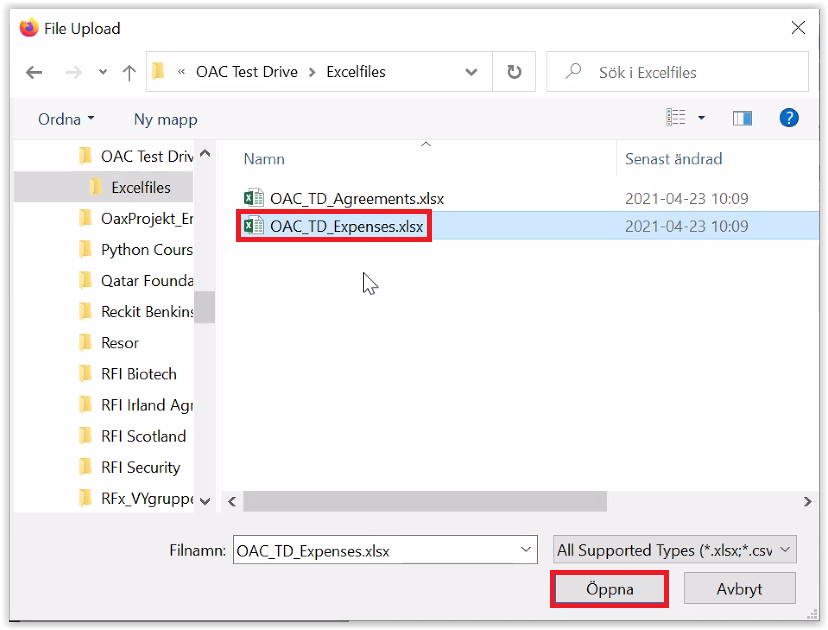 File Upload
« OAC Test Drive > Excelfiles
Sök i Excelfiles
Ordna Ny mapp
Namn Senast ändrad
OAC Test Driv
Excelfiles
OaxProjekt_Er
Python Cours
Qatar Founda
Reckit Benkins
Resor
RFI Biotech
RFI Irland Agr
RFI Scotland
RFI Security
RFx_VYgruppe
OAC_TD_Agreements.xlsx 2021-04-23 10:09
OAC_TD_Expenses.xlsx 2021-04-23 10:09
Filnamn: OAC_TD_Expenses.xlsx All Supported Types (*.xlsx;*.csv
Öppna Avbryt